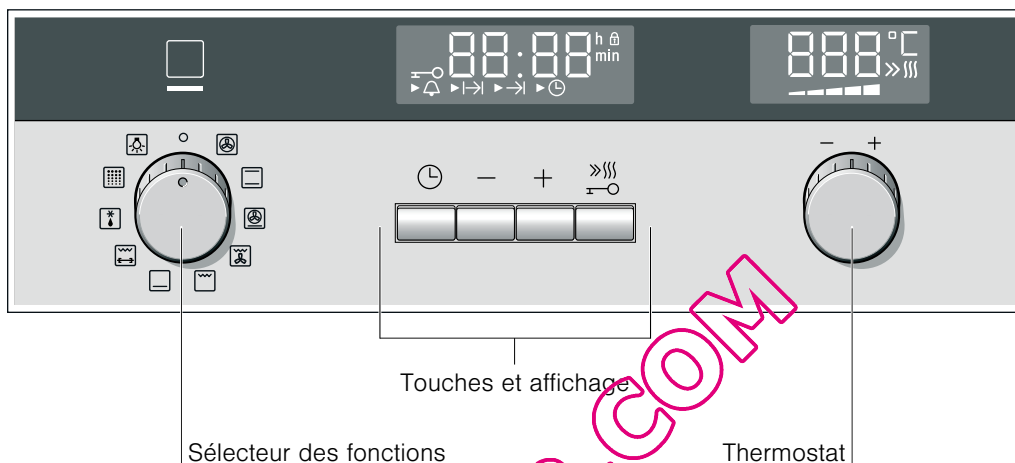 88:88 h min
888 °C
− +
− +
Touches et affichage
Sélecteur des fonctions
Thermostat
.COM